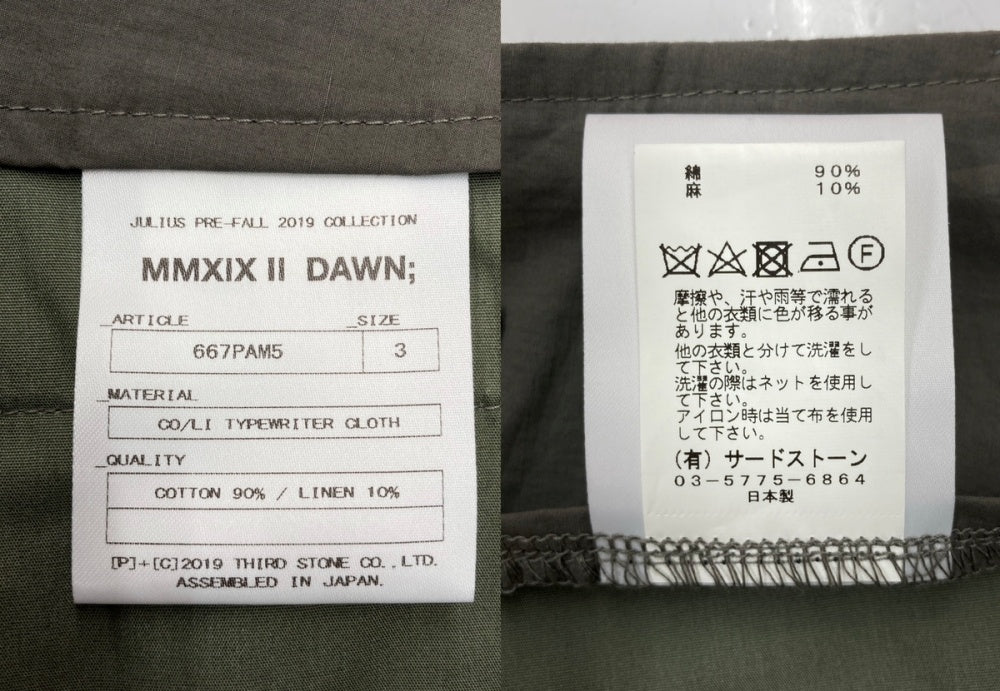 JULIUS PRE-FALL 2019 COLLECTION
MMXIX II DAWN;
_ARTICLE _SIZE
667PAM5 3
_MATERIAL
CO/LI TYPEWRITER CLOTH
_QUALITY
COTTON 90% / LINEN 10%
[P]+[C]2019 THIRD STONE CO., LTD.
ASSEMBLED IN JAPAN.
綿 90%
麻 10%
F
摩擦や、汗や雨等で濡れる
と他の衣類に色が移る事が
あります。
他の衣類と分けて洗濯をし
て下さい。
洗濯の際はネットを使用し
て下さい。
アイロン時は当て布を使用
して下さい。
(有) サードストーン
03-5775-6864
日本製